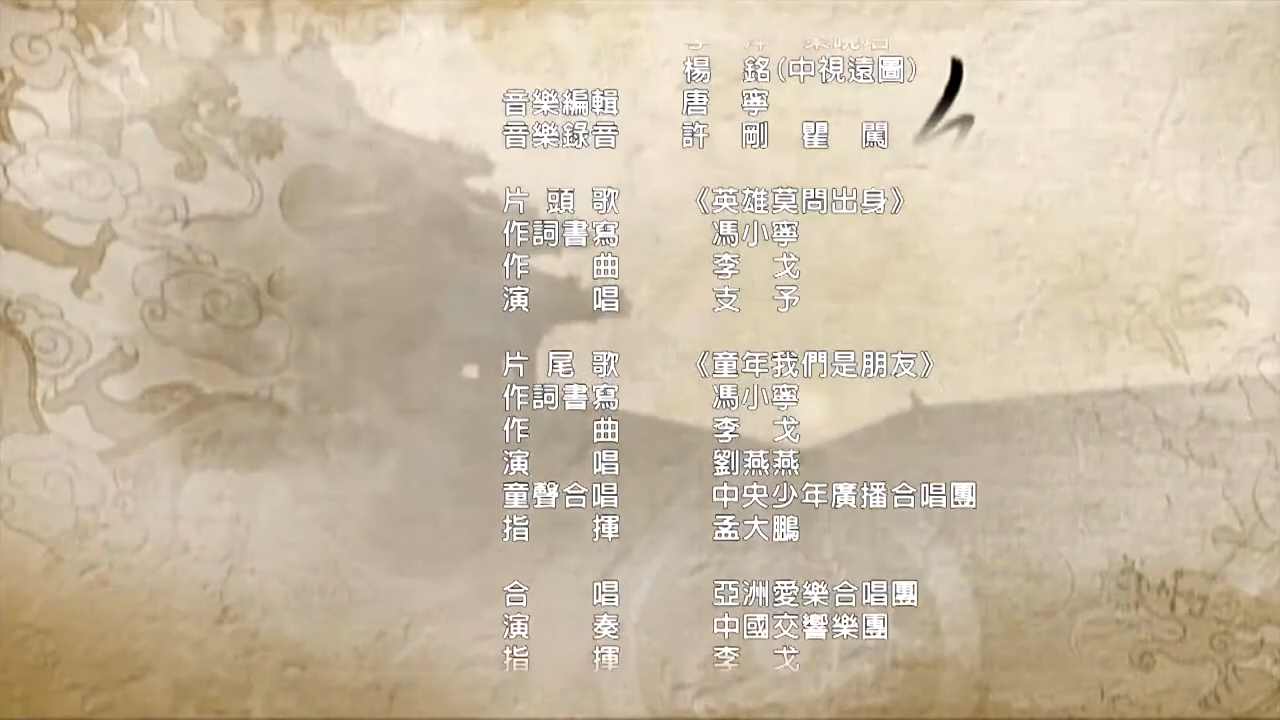 楊 銘(中視遠圖)
音樂編輯 唐 寧
音樂錄音 許 剛 瞿 闖
片 頭 歌 《英雄莫問出身》
作詞書寫 馮小寧
作 曲 李 戈
演 唱 支 予
片 尾 歌 《童年我們是朋友》
作詞書寫 馮小寧
作 曲 李 戈
演 唱 劉燕燕
童聲合唱 中央少年廣播合唱團
指 揮 孟大鵬
合 唱 亞洲愛樂合唱團
演 奏 中國交響樂團
指 揮 李 戈